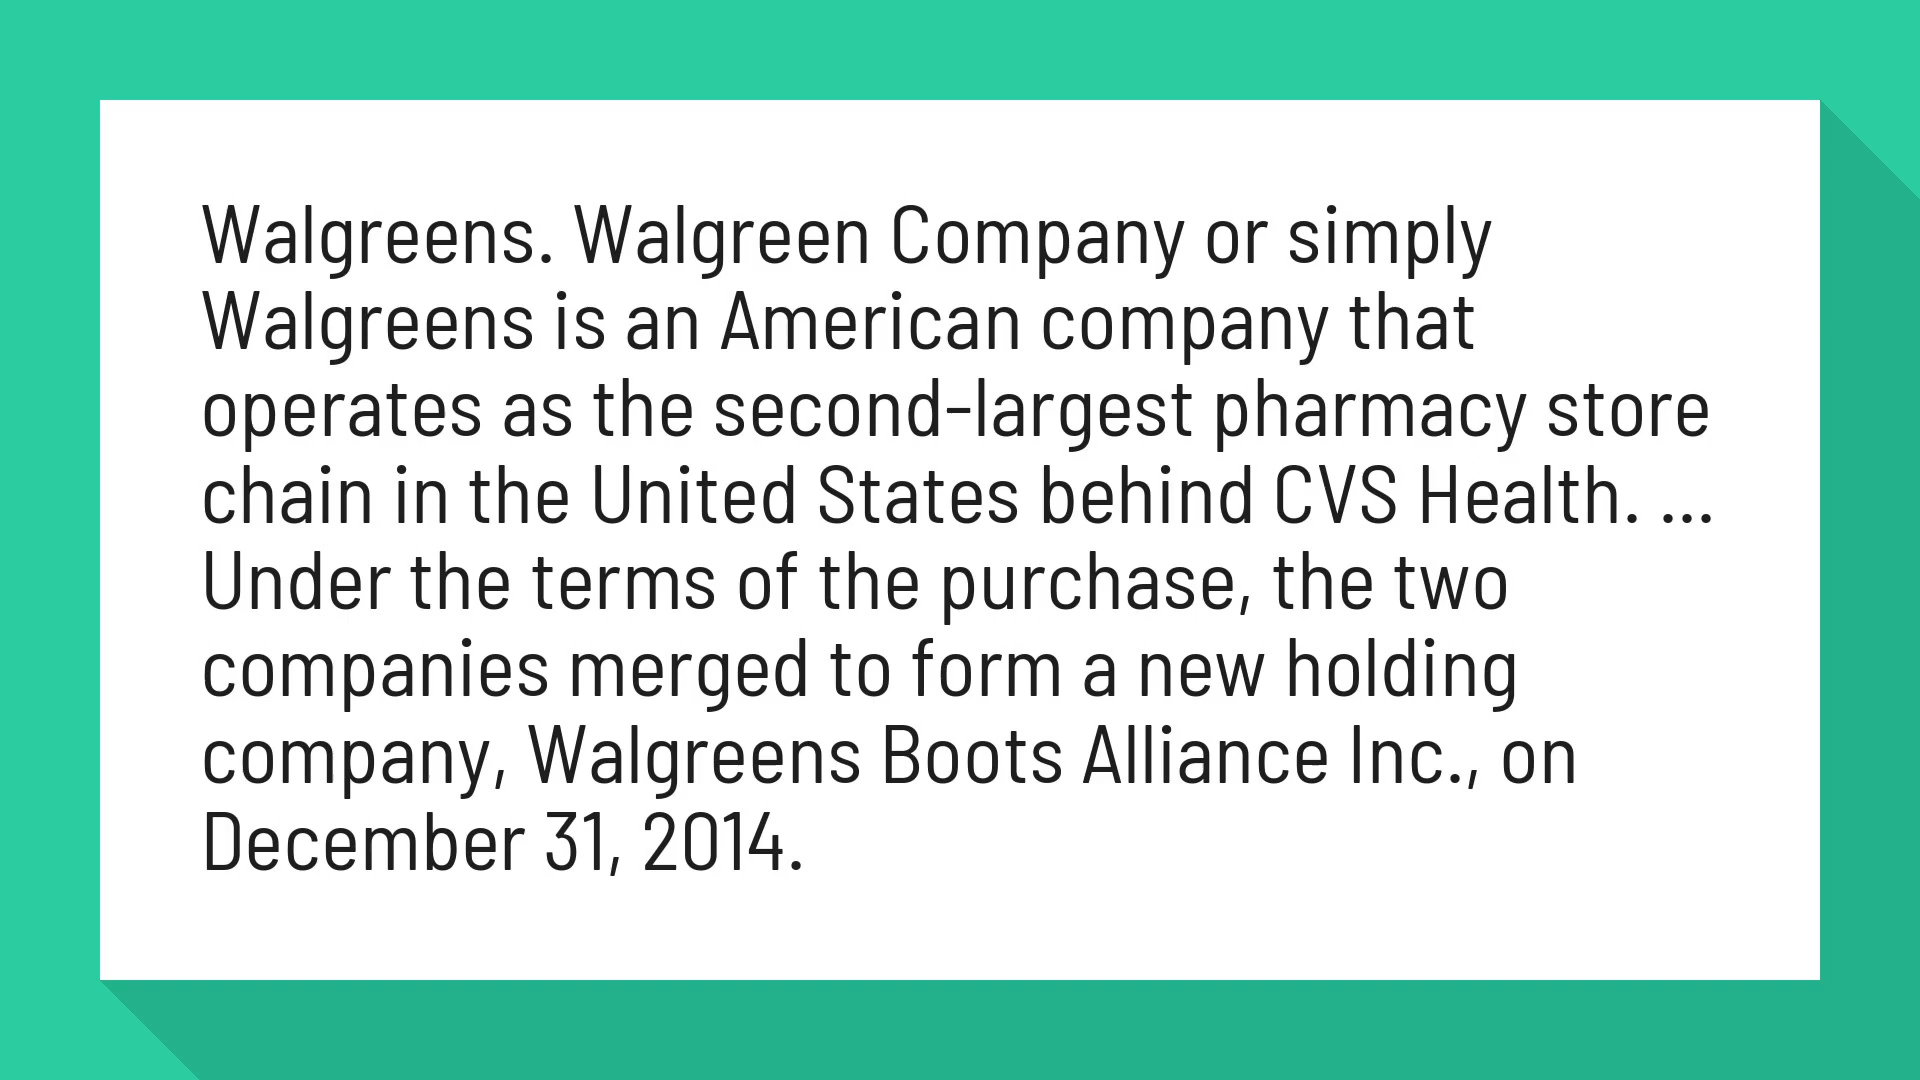 Walgreens. Walgreen Company or simply
Walgreens is an American company that
operates as the second-largest pharmacy store
chain in the United States behind CVS Health. ...
Under the terms of the purchase, the two
companies merged to form a new holding
company, Walgreens Boots Alliance Inc., on
December 31, 2014.